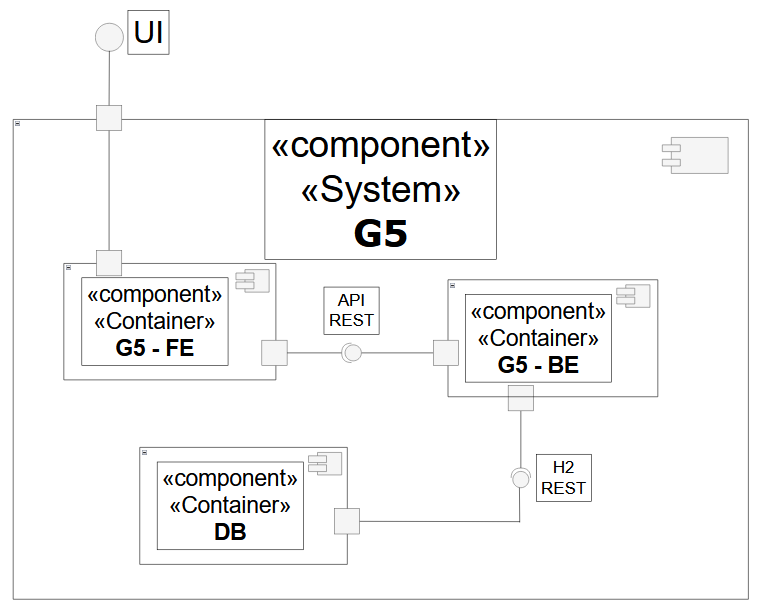 UI
«component»
«System»
G5
«component»
«Container»
G5 - FE
API
REST
«component»
«Container»
G5 - BE
«component»
«Container»
DB
H2
REST